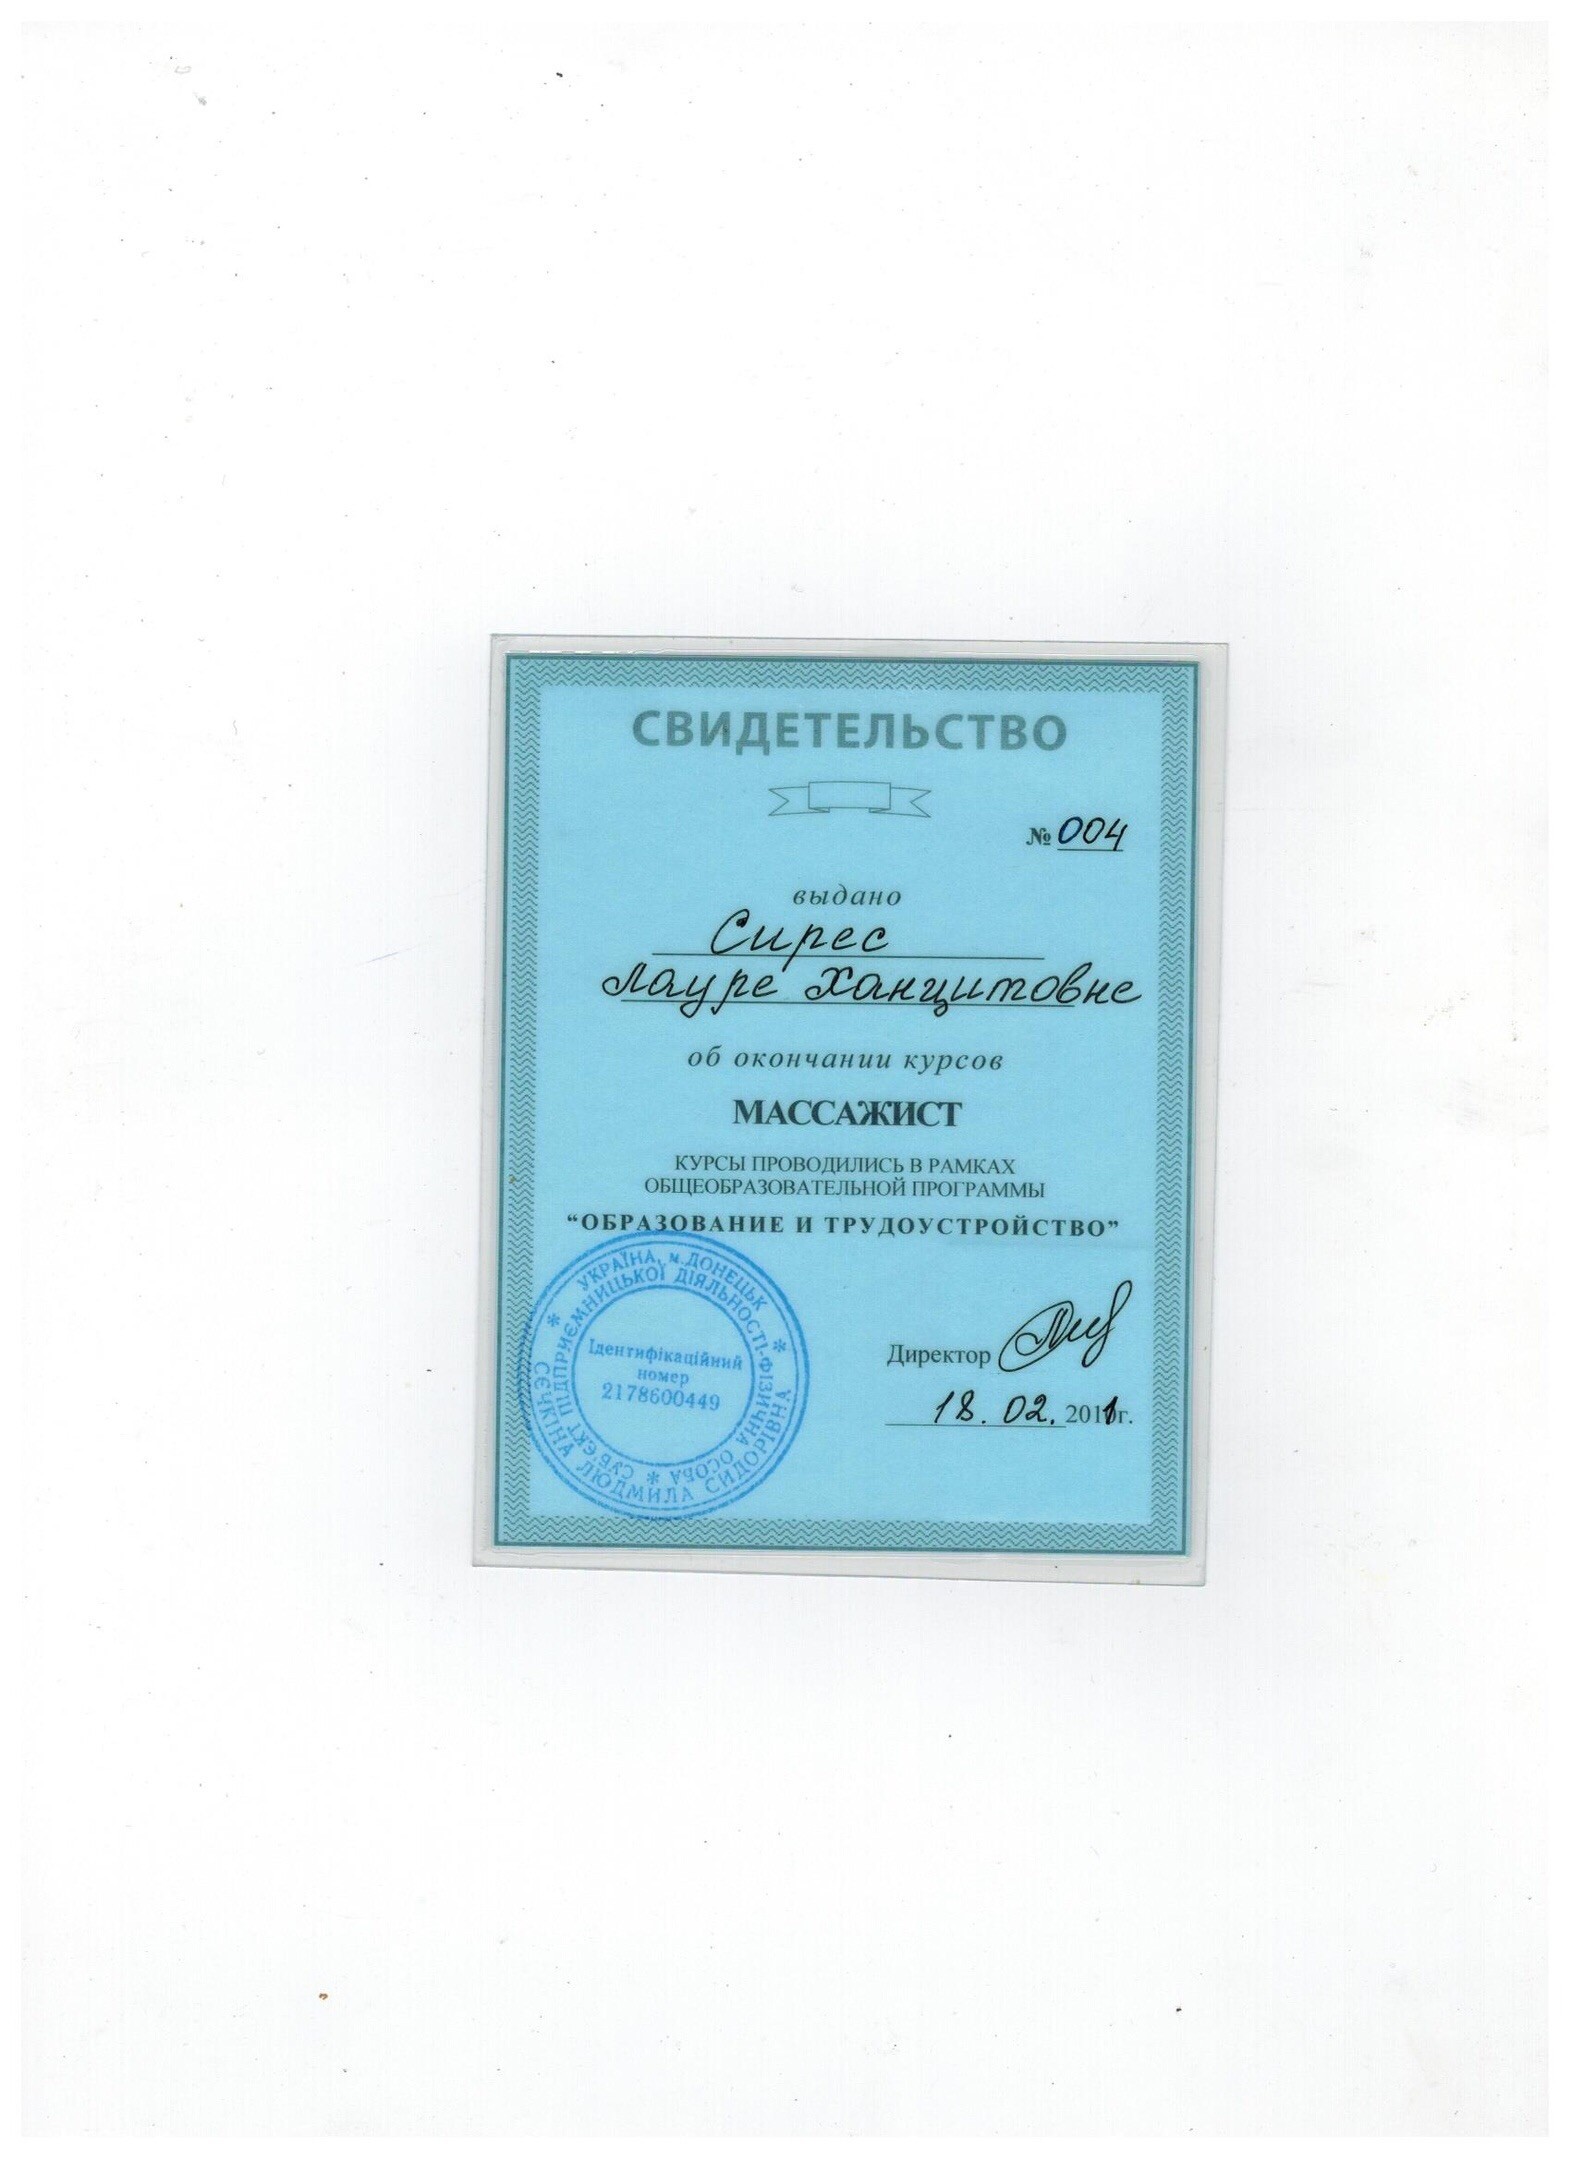 СВИДЕТЕЛЬСТВО
№ 004
выдано
Сирес
Лауре Ханцитовне
об окончании курсов
МАССАЖИСТ
КУРСЫ ПРОВОДИЛИСЬ В РАМКАХ
ОБЩЕОБРАЗОВАТЕЛЬНОЙ ПРОГРАММЫ
“ОБРАЗОВАНИЕ И ТРУДОУСТРОЙСТВО”
УКРАЇНА, м.ДОНЕЦЬК
СЄЧКІНА ЛЮДМИЛА СИДОРІВНА
СУБ'ЄКТ ПІДПРИЄМНИЦЬКОЇ ДІЯЛЬНОСТІ-ФІЗИЧНА ОСОБА
Ідентифікаційний
номер
2178600449
Директор
18. 02. 2011г.